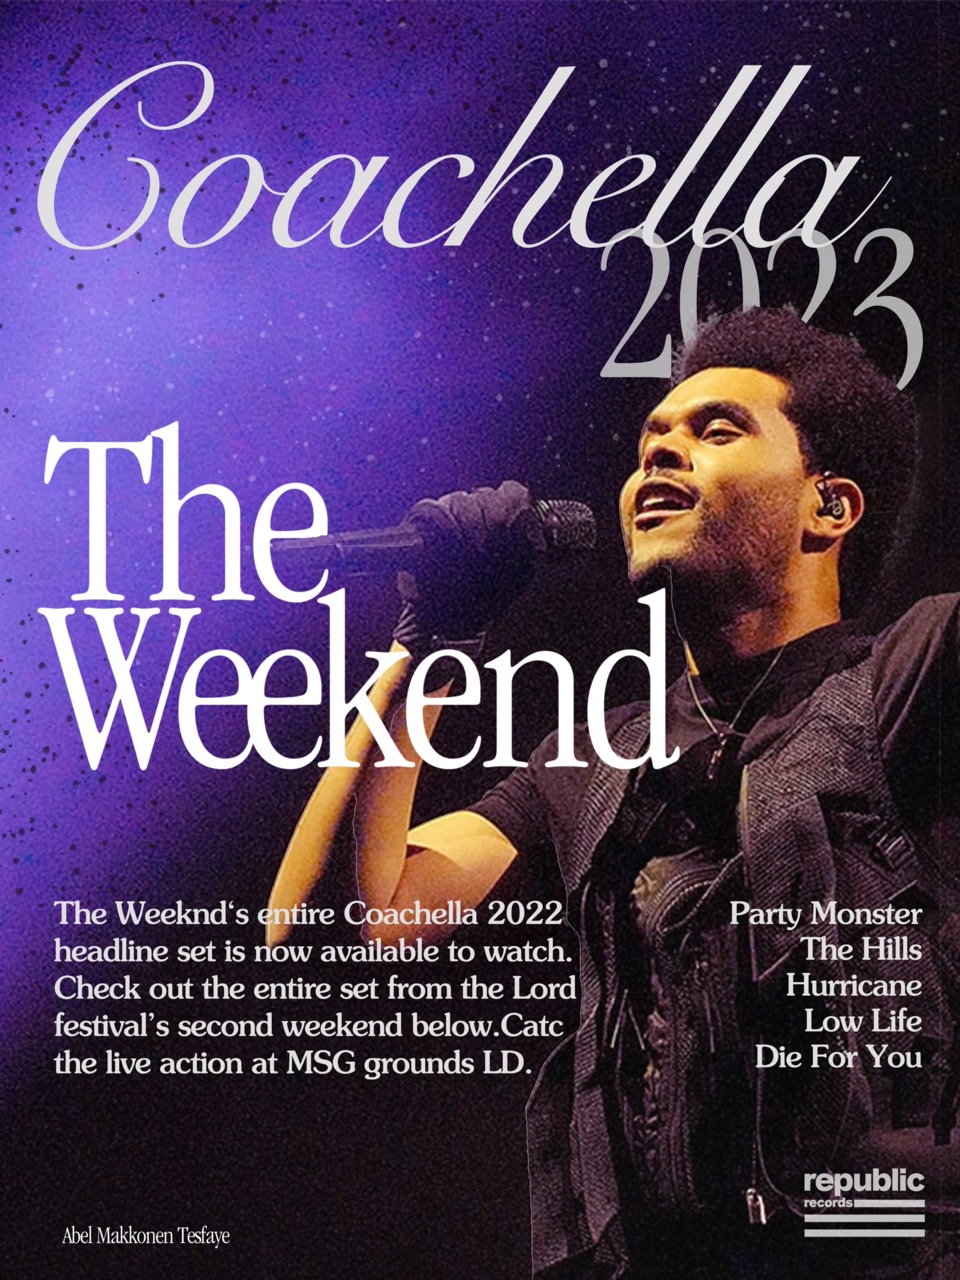 Coachella
2023
The
Weekend
The Weeknd‘s entire Coachella 2022
headline set is now available to watch.
Check out the entire set from the Lord
festival’s second weekend below.Catc
the live action at MSG grounds LD.
Party Monster
The Hills
Hurricane
Low Life
Die For You
republic
records
Abel Makkonen Tesfaye